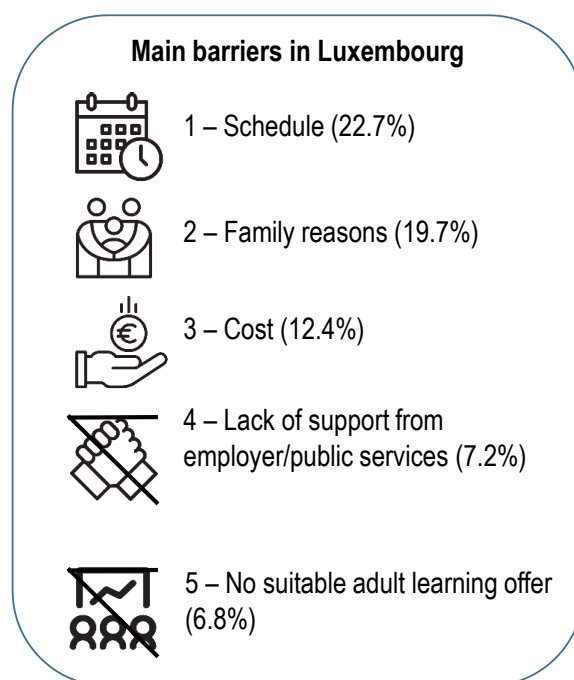 Main barriers in Luxembourg
1 – Schedule (22.7%)
2 – Family reasons (19.7%)
€
3 – Cost (12.4%)
4 – Lack of support from
employer/public services (7.2%)
5 – No suitable adult learning offer
(6.8%)